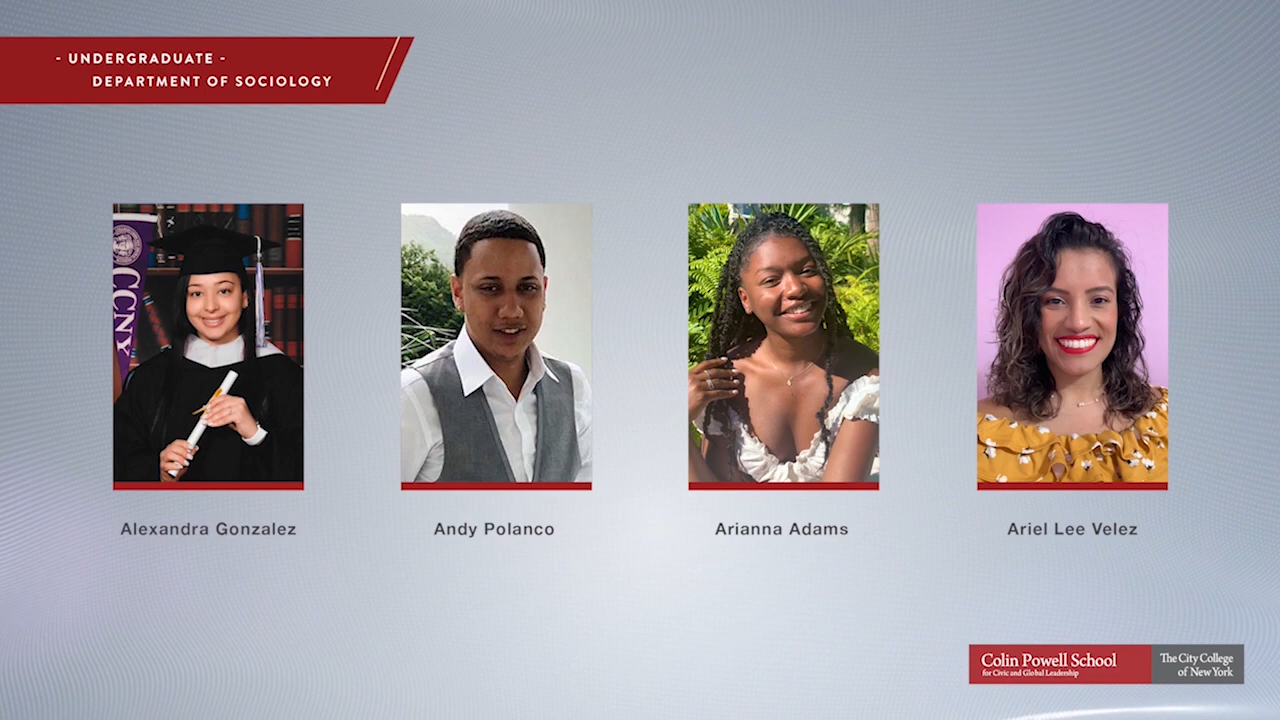 - UNDERGRADUATE -
DEPARTMENT OF SOCIOLOGY
CCNY
Alexandra Gonzalez
Andy Polanco
Arianna Adams
Ariel Lee Velez
Colin Powell School
for Civic and Global Leadership
The City College
of New York